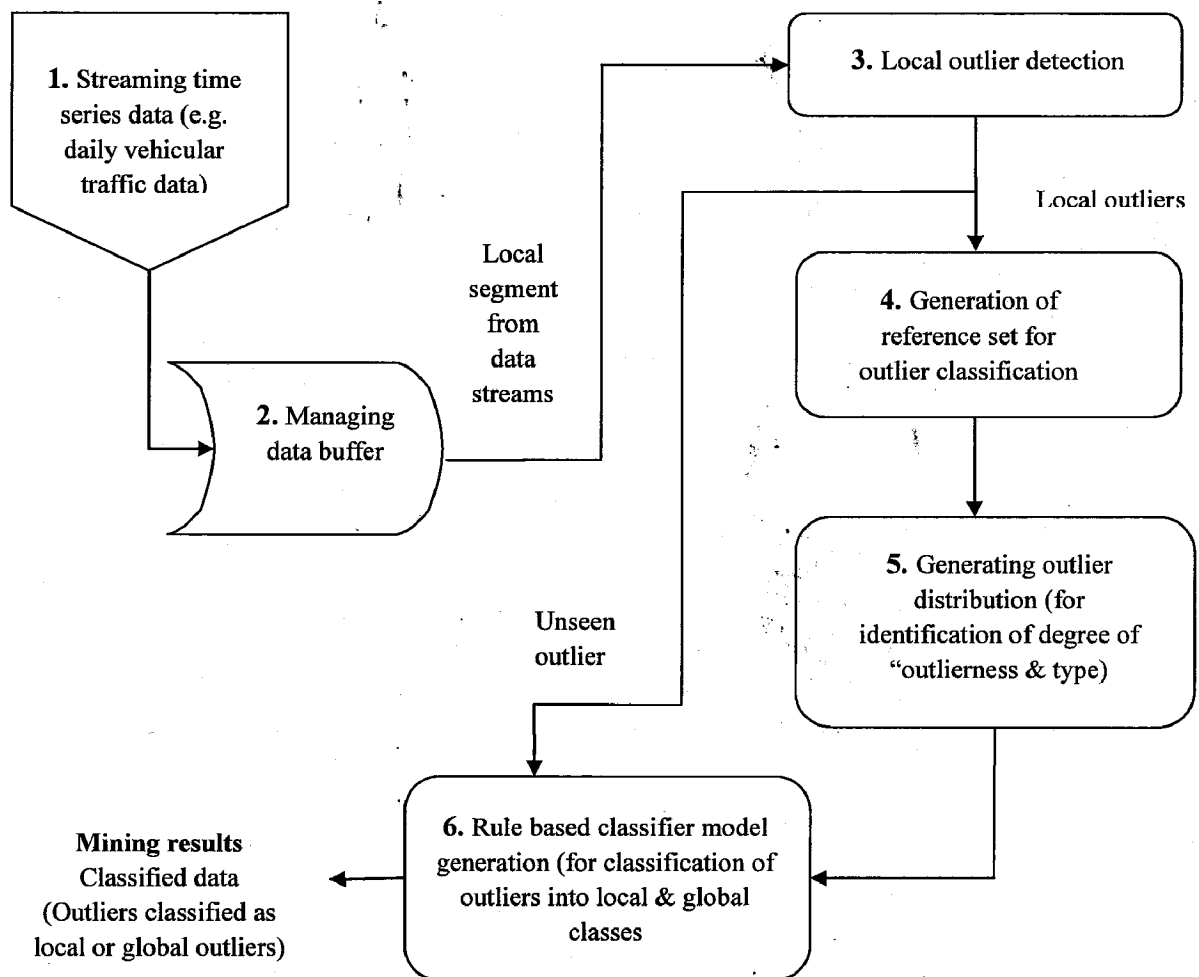 1. Streaming time
series data (e.g.
daily vehicular
traffic data)
2. Managing
data buffer
Local
segment
from
data
streams
3. Local outlier detection
Local outliers
4. Generation of
reference set for
outlier classification
5. Generating outlier
distribution (for
identification of degree of
“outlierness & type)
Unseen
outlier
6. Rule based classifier model
generation (for classification of
outliers into local & global
classes
Mining results
Classified data
(Outliers classified as
local or global outliers)